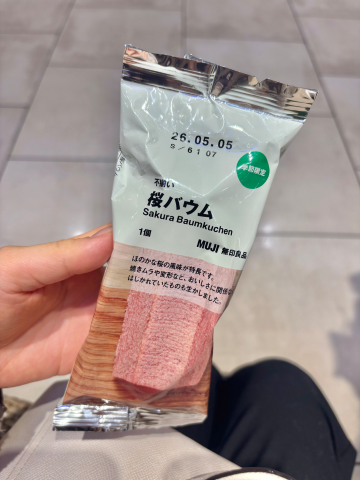 26.05.05
S/6107
季節限定
不揃い
桜バウム
Sakura Baumkuchen
1個
MUJI 無印良品
ほのかな桜の風味が特長です。
焼きムラや変形など、おいしさに関係な
はじかれていたものも生かしました。